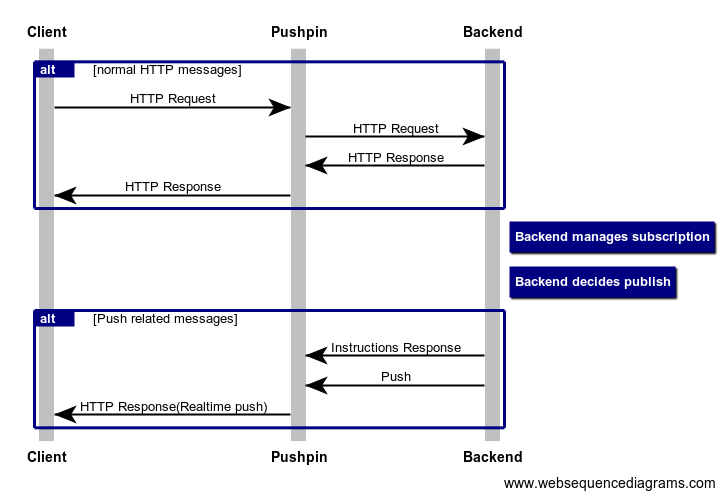 Client Pushpin Backend
alt [normal HTTP messages]
HTTP Request
HTTP Request
HTTP Response
HTTP Response
Backend manages subscription
Backend decides publish
alt [Push related messages]
Instructions Response
Push
HTTP Response(Realtime push)
Client Pushpin Backend
www.websequencediagrams.com